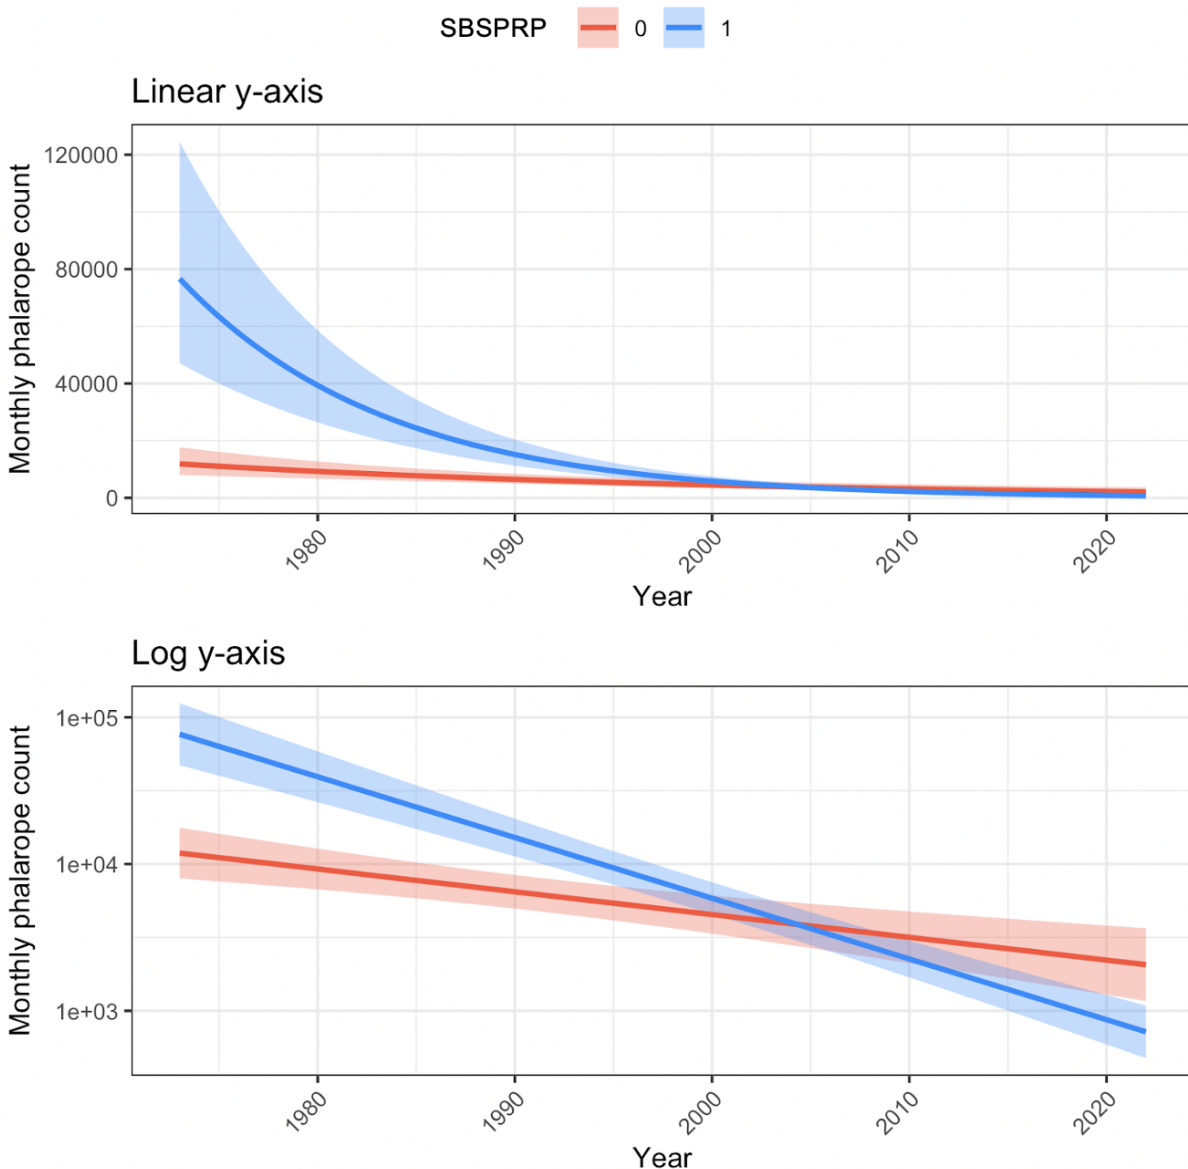 SBSPRP 0 1
Linear y-axis
Monthly phalarope count
120000
80000
40000
0
1980 1990 2000 2010 2020
Year
Log y-axis
Monthly phalarope count
1e+05
1e+04
1e+03
1980 1990 2000 2010 2020
Year